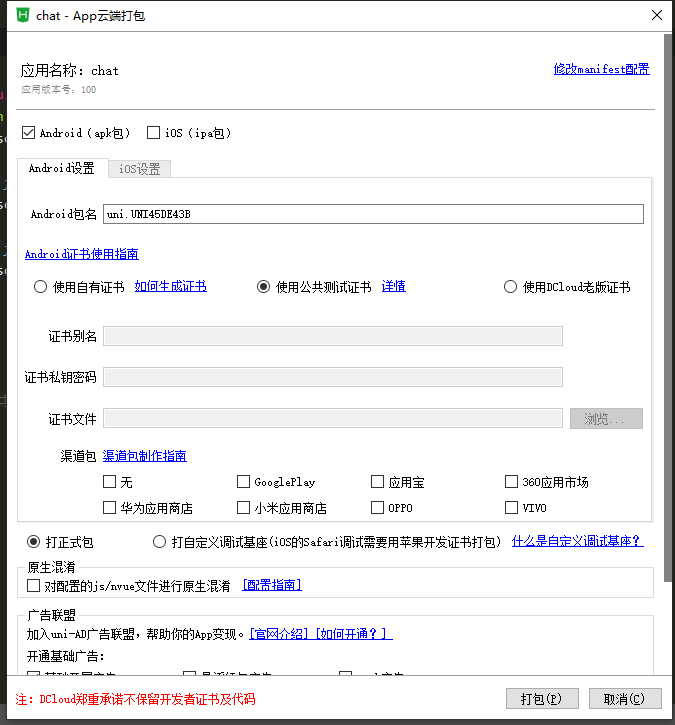 chat - App云端打包
应用名称：chat
修改manifest配置
应用版本号：100
Android（apk包）
iOS（ipa包）
Android设置
iOS设置
Android包名
uni.UNI45DE43B
Android证书使用指南
使用自有证书
如何生成证书
使用公共测试证书
详情
使用DCloud老版证书
证书别名
证书私钥密码
证书文件
浏览...
渠道包
渠道包制作指南
无
GooglePlay
应用宝
360应用市场
华为应用商店
小米应用商店
OPPO
VIVO
打正式包
打自定义调试基座(iOS的Safari调试需要用苹果开发证书打包)
什么是自定义调试基座？
原生混淆
对配置的js/nvue文件进行原生混淆
[配置指南]
广告联盟
加入uni-AD广告联盟，帮助你的App变现。[官网介绍] [如何开通？]
开通基础广告：
注：DCloud郑重承诺不保留开发者证书及代码
打包(P)
取消(C)